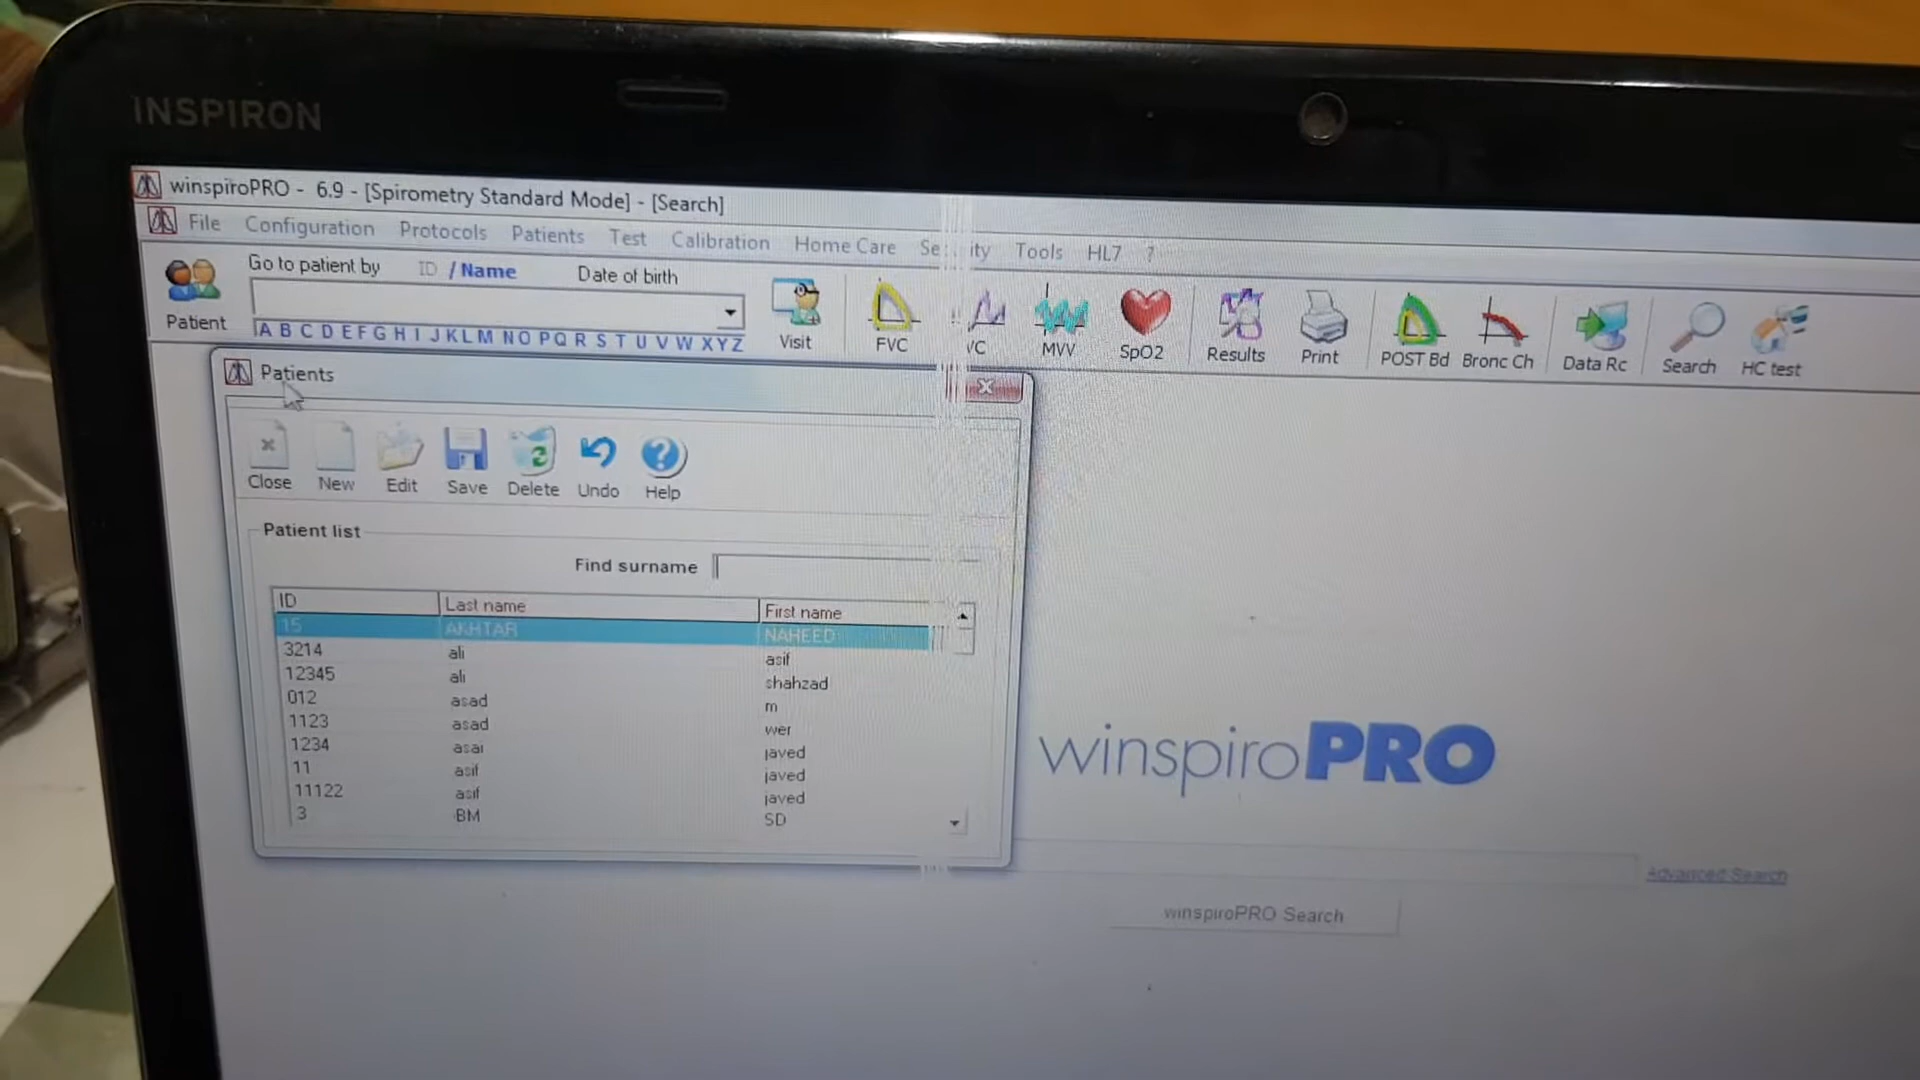 INSPIRON
winspiroPRO - 6.9 - [Spirometry Standard Mode] - [Search]
File Configuration Protocols Patients Test Calibration Home Care Tools HL7 ?
Go to patient by ID / Name Date of birth
Patient
A B C D E F G H I J K L M N O P Q R S T U V W X Y Z
Visit FVC VC MVV SpO2 Results Print POST Bd Bronc Ch Data Rc Search HC test
Patients
Close New Edit Save Delete Undo Help
Patient list
Find surname
ID Last name First name
15 AKHTAR NAHEED
3214 ali asif
12345 ali shahzad
012 asad m
1123 asad wer
1234 asar javed
11 asif javed
11122 asif javed
3 BM SD
winspiroPRO
Advanced Search
winspiroPRO Search